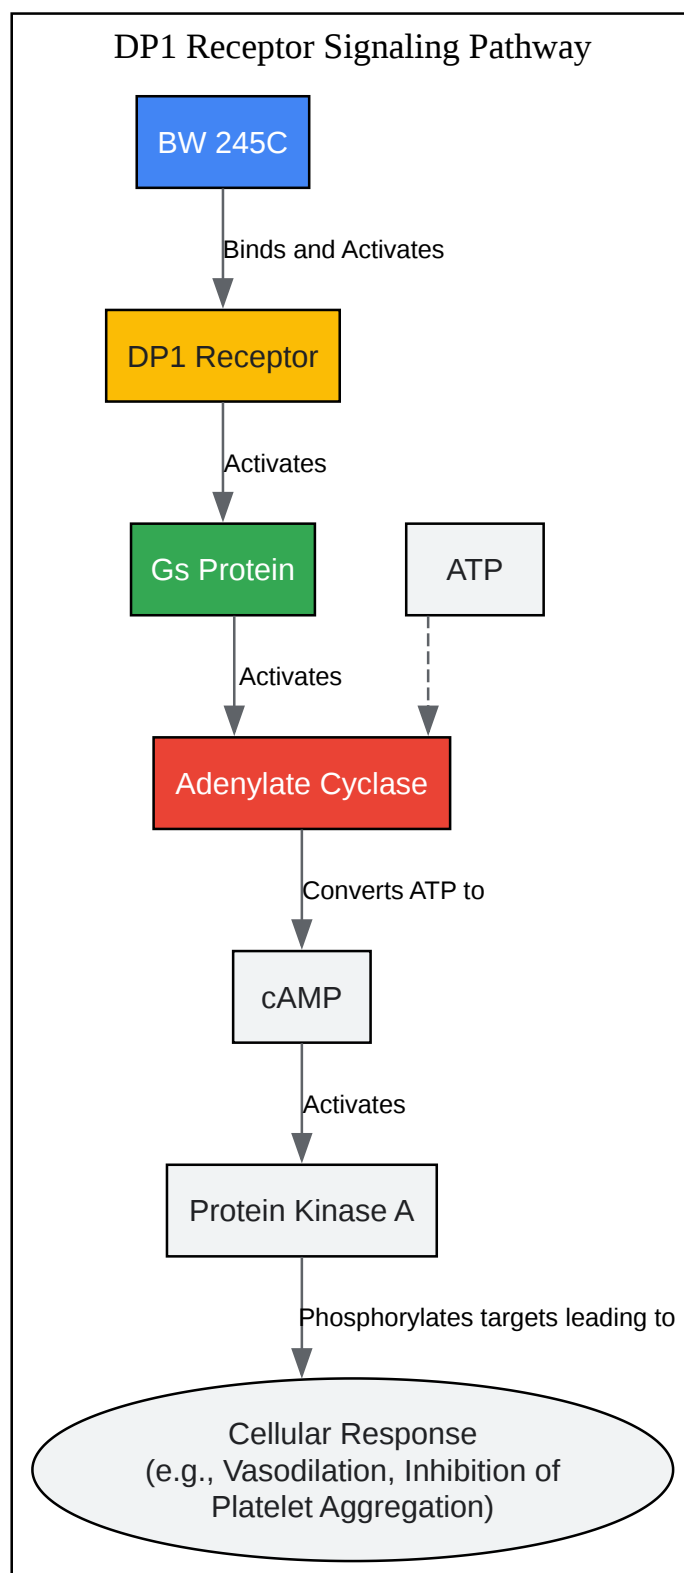 DP1 Receptor Signaling Pathway
BW 245C
Binds and Activates
DP1 Receptor
Activates
Gs Protein
ATP
Activates
Adenylate Cyclase
Converts ATP to
cAMP
Activates
Protein Kinase A
Phosphorylates targets leading to
Cellular Response
(e.g., Vasodilation, Inhibition of
Platelet Aggregation)